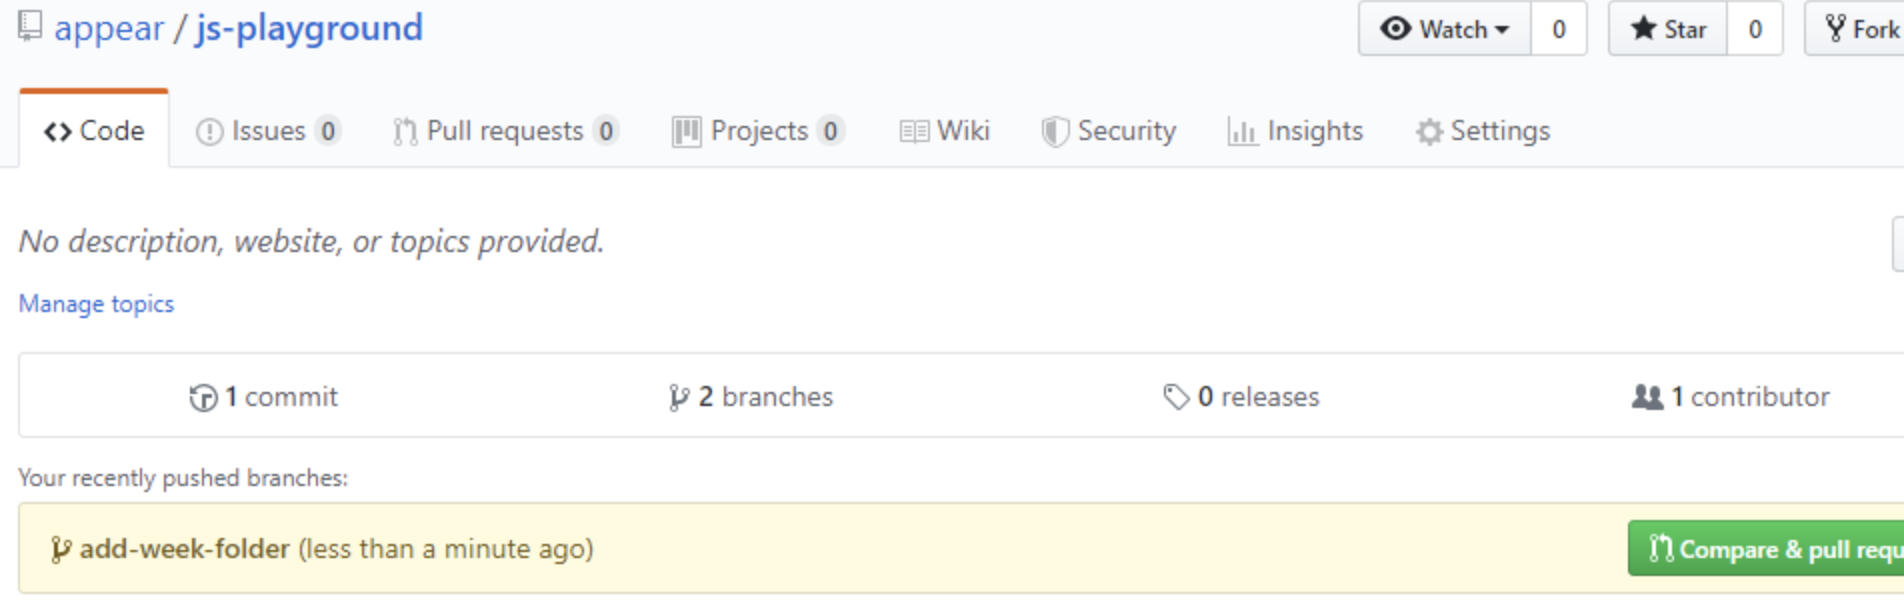 appear / js-playground Watch 0 Star 0 Fork
Code Issues 0 Pull requests 0 Projects 0 Wiki Security Insights Settings
No description, website, or topics provided.
Manage topics
1 commit 2 branches 0 releases 1 contributor
Your recently pushed branches:
add-week-folder (less than a minute ago) Compare & pull requ